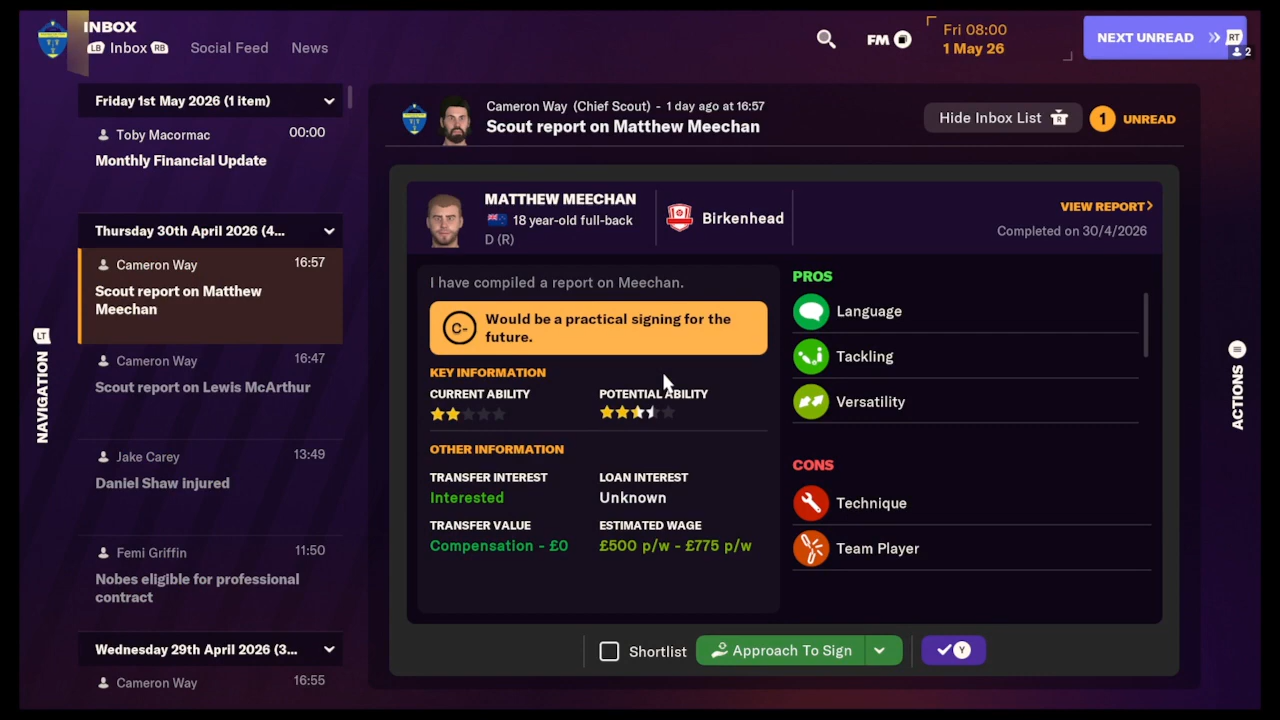 INBOX
LB Inbox RB Social Feed News
FM
Fri 08:00
1 May 26
NEXT UNREAD RT
2
Friday 1st May 2026 (1 item)
Toby Macormac 00:00
Monthly Financial Update
Thursday 30th April 2026 (4...
Cameron Way 16:57
Scout report on Matthew
Meechan
Cameron Way 16:47
Scout report on Lewis McArthur
Jake Carey 13:49
Daniel Shaw injured
Femi Griffin 11:50
Nobes eligible for professional
contract
Wednesday 29th April 2026 (3...
Cameron Way 16:55
LT
NAVIGATION
Cameron Way (Chief Scout) - 1 day ago at 16:57
Scout report on Matthew Meechan
Hide Inbox List R
1 UNREAD
MATTHEW MEECHAN
18 year-old full-back
D (R)
Birkenhead
VIEW REPORT>
Completed on 30/4/2026
I have compiled a report on Meechan.
C-
Would be a practical signing for the
future.
KEY INFORMATION
CURRENT ABILITY POTENTIAL ABILITY
OTHER INFORMATION
TRANSFER INTEREST LOAN INTEREST
Interested Unknown
TRANSFER VALUE ESTIMATED WAGE
Compensation - £0 £500 p/w - £775 p/w
PROS
Language
Tackling
Versatility
CONS
Technique
Team Player
Shortlist
Approach To Sign
Y
ACTIONS